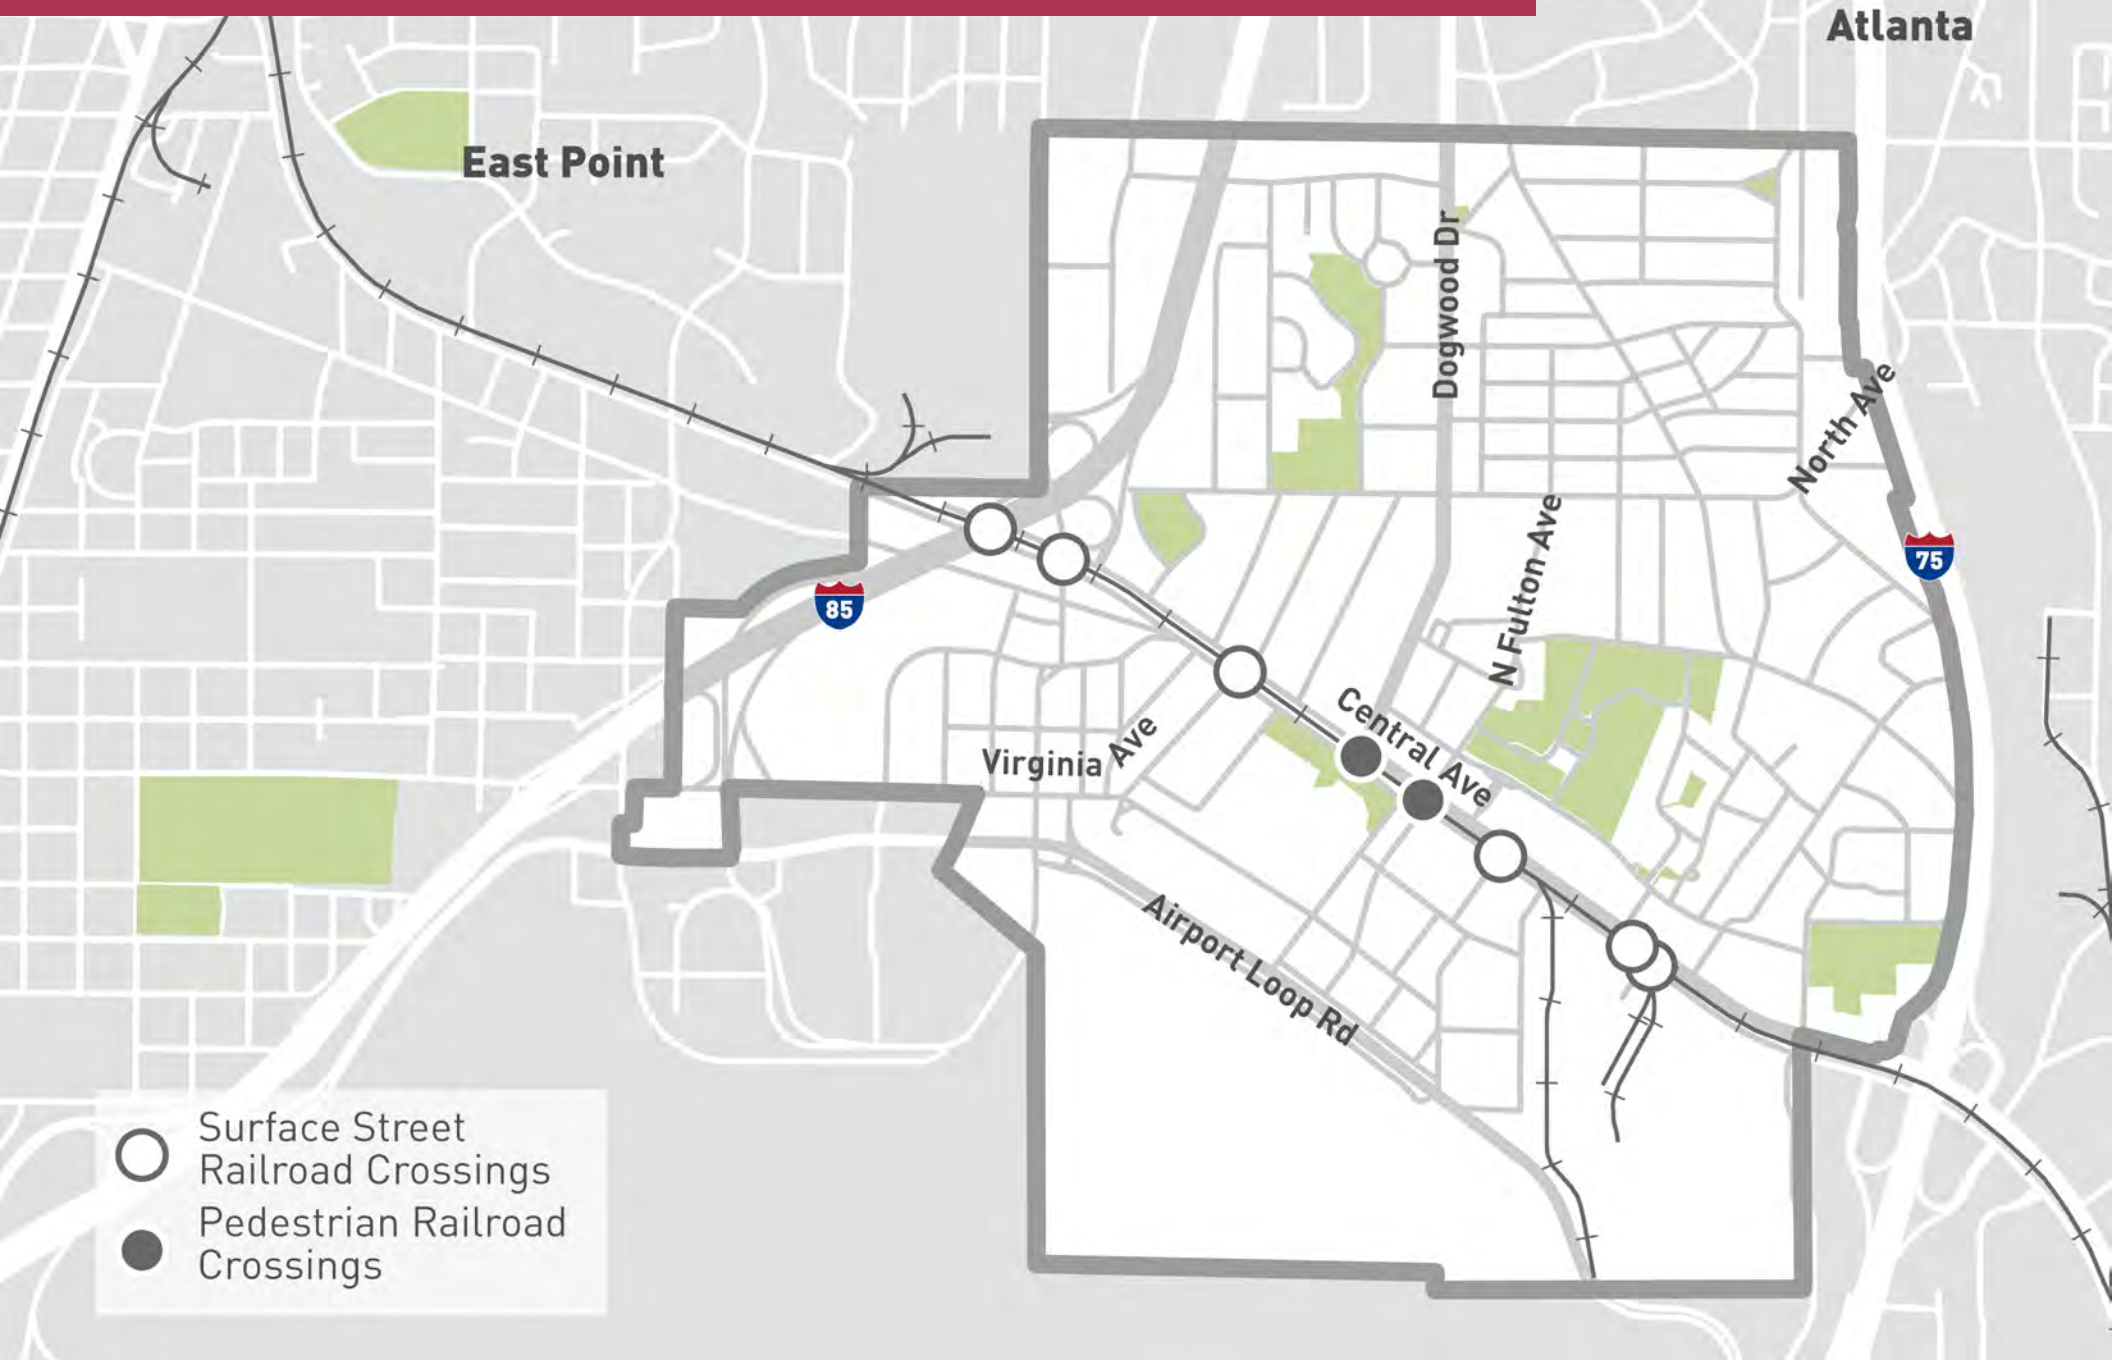 Atlanta
East Point
Dogwood Dr
North Ave
N Fulton Ave
75
85
Central Ave
Virginia Ave
Airport Loop Rd
Surface Street
Railroad Crossings
Pedestrian Railroad
Crossings